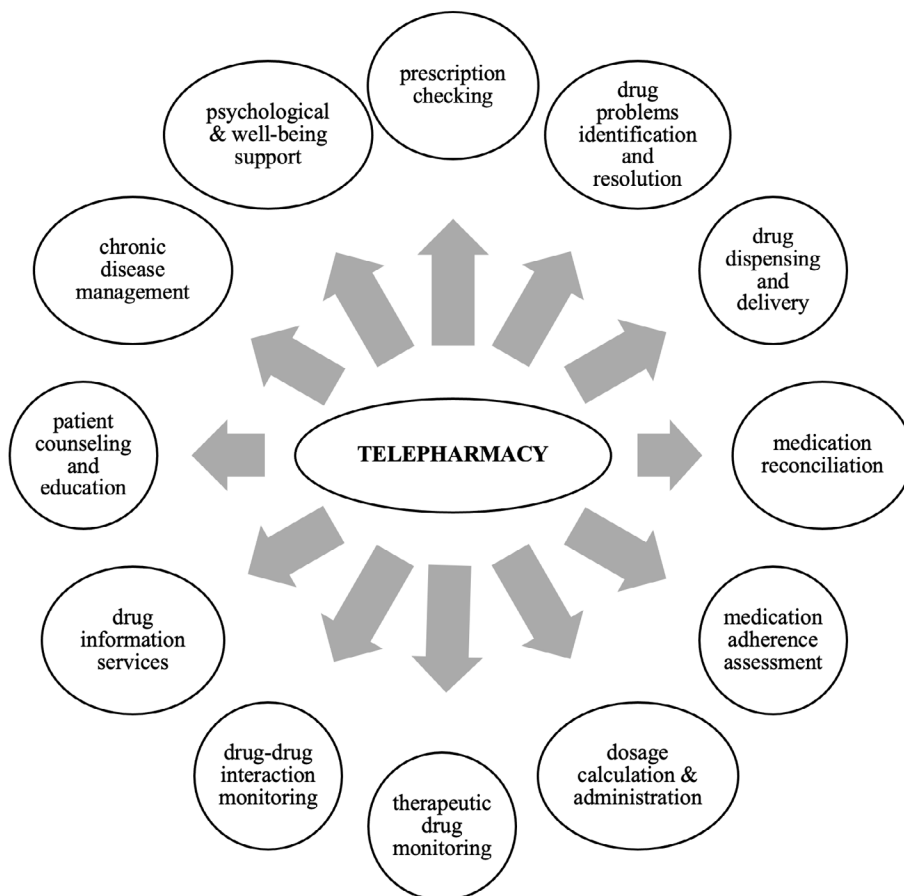 prescription
checking
drug
problems
identification
and
resolution
drug
dispensing
and
delivery
medication
reconciliation
medication
adherence
assessment
dosage
calculation &
administration
therapeutic
drug
monitoring
drug-drug
interaction
monitoring
drug
information
services
patient
counseling
and
education
chronic
disease
management
psychological
& well-being
support
TELEPHARMACY